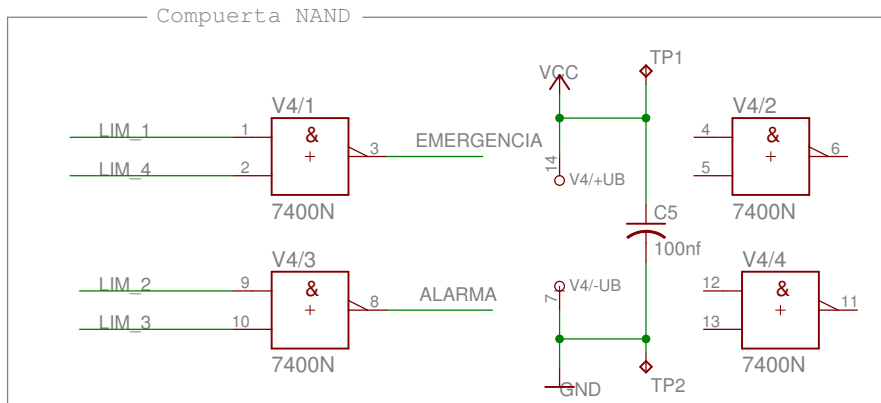 Compuerta NAND
V4/1
LIM_1
1
&
+
3
EMERGENCIA
LIM_4
2
7400N
V4/3
LIM_2
9
&
+
8
ALARMA
LIM_3
10
7400N
VCC
TP1
14
V4/+UB
C5
100nf
V4/-UB
7
GND
TP2
V4/2
4
&
+
6
5
7400N
V4/4
12
&
+
11
13
7400N